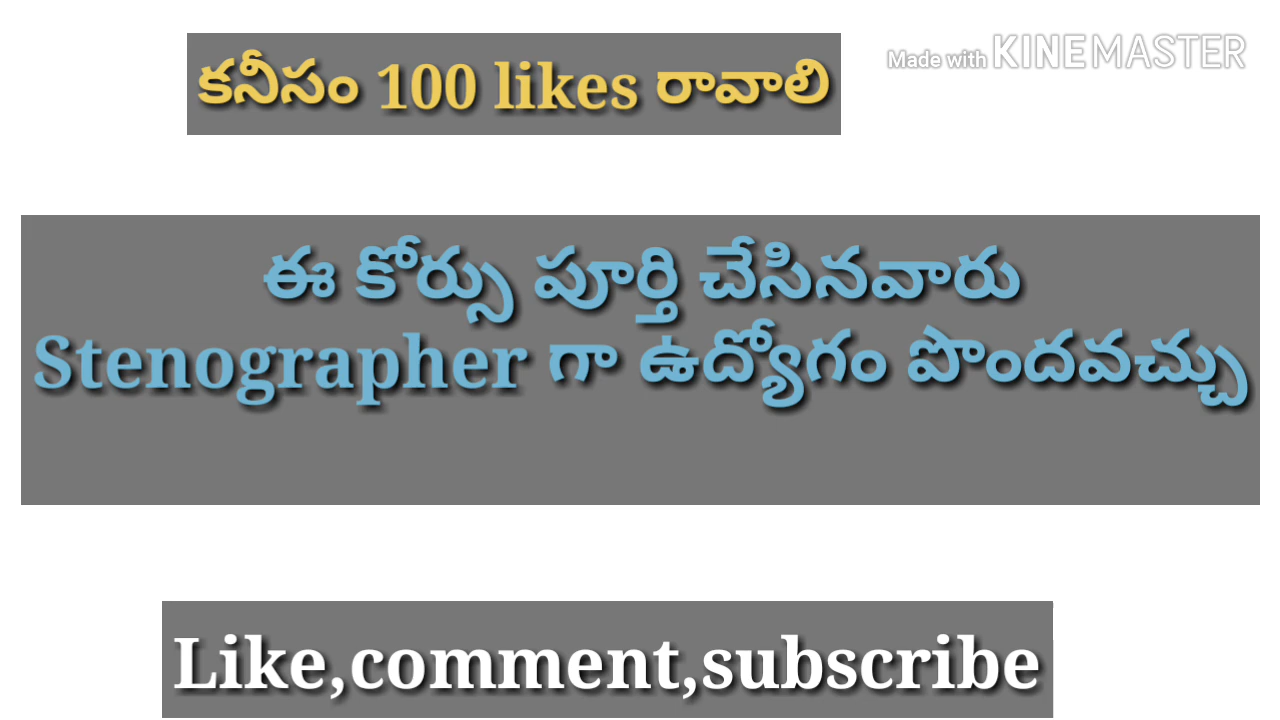 కనీసం 100 likes రావాలి
Made with KINEMASTER
ఈ కోర్సు పూర్తి చేసినవారు
Stenographer గా ఉద్యోగం పొందవచ్చు
Like,comment,subscribe